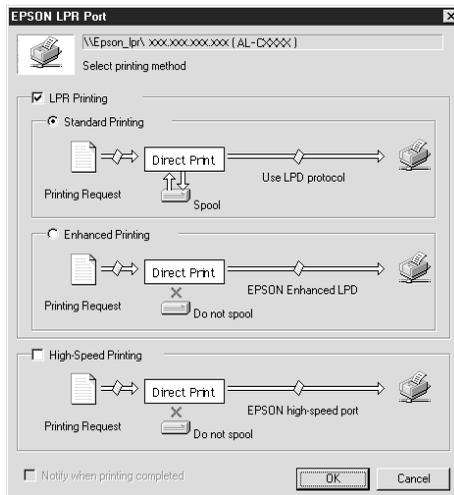 EPSON LPR Port
\\Epson_lpr\ xxx.xxx.xxx.xxx ( AL-CXXXX )
Select printing method
LPR Printing
Standard Printing
Direct Print
Use LPD protocol
Printing Request
Spool
Enhanced Printing
Direct Print
EPSON Enhanced LPD
Printing Request
Do not spool
High-Speed Printing
Direct Print
EPSON high-speed port
Printing Request
Do not spool
Notify when printing completed
OK
Cancel